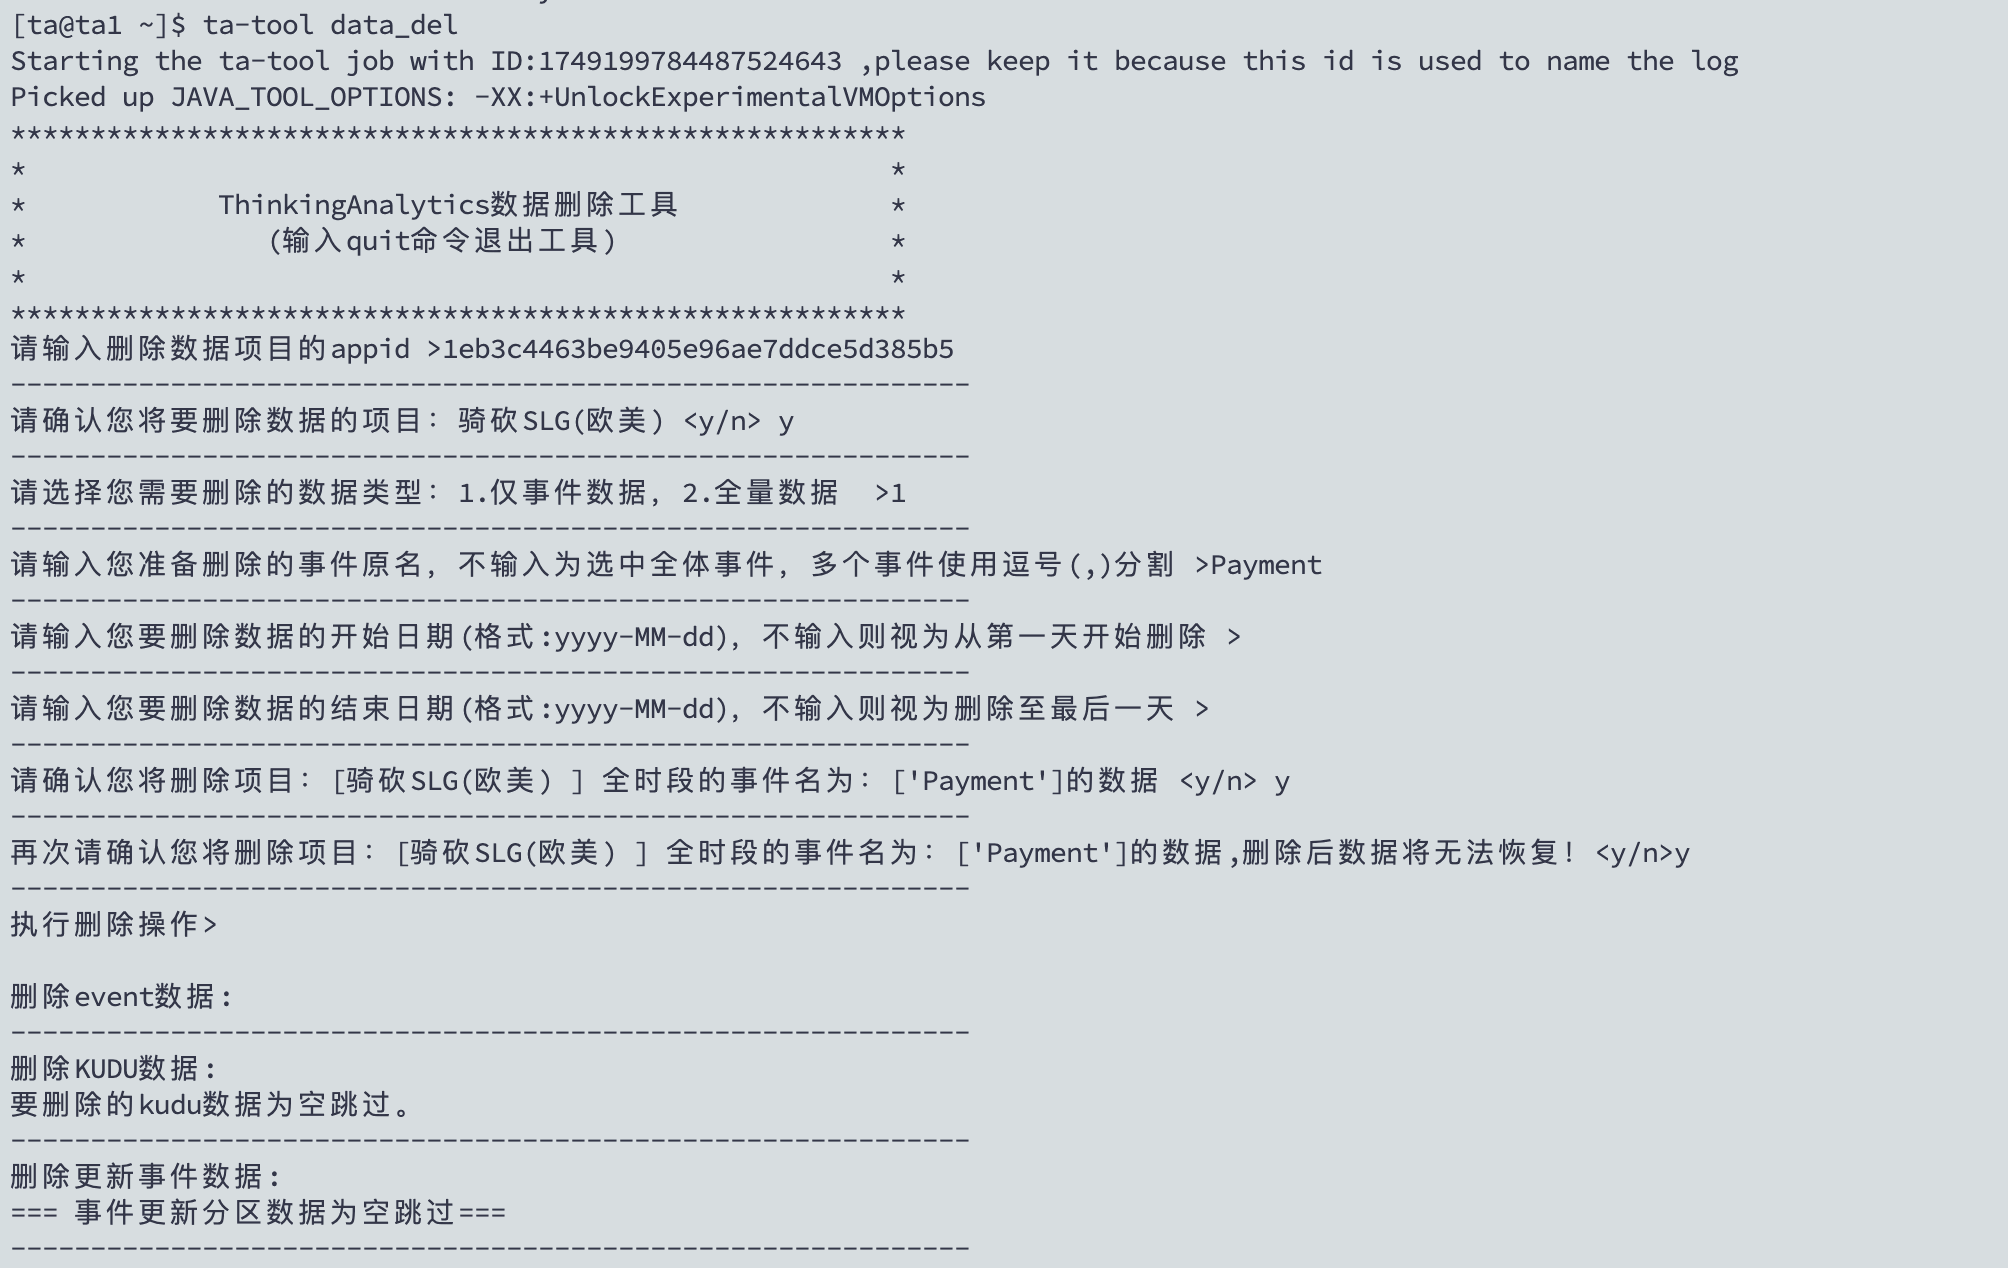 [ta@ta1 ~]$ ta-tool data_del
Starting the ta-tool job with ID:1749199784487524643 ,please keep it because this id is used to name the log
Picked up JAVA_TOOL_OPTIONS: -XX:+UnlockExperimentalVMOptions
********************************************************
*                                                      *
*            ThinkingAnalytics数据删除工具             *
*               (输入quit命令退出工具)                 *
*                                                      *
********************************************************
请输入删除数据项目的appid >1eb3c4463be9405e96ae7ddce5d385b5
------------------------------------------------------------
请确认您将要删除数据的项目：骑砍SLG(欧美) <y/n> y
------------------------------------------------------------
请选择您需要删除的数据类型：1.仅事件数据，2.全量数据  >1
------------------------------------------------------------
请输入您准备删除的事件原名，不输入为选中全体事件，多个事件使用逗号(,)分割 >Payment
------------------------------------------------------------
请输入您要删除数据的开始日期(格式:yyyy-MM-dd)，不输入则视为从第一天开始删除 >
------------------------------------------------------------
请输入您要删除数据的结束日期(格式:yyyy-MM-dd)，不输入则视为删除至最后一天 >
------------------------------------------------------------
请确认您将删除项目：[骑砍SLG(欧美) ] 全时段的事件名为：['Payment']的数据 <y/n> y
------------------------------------------------------------
再次请确认您将删除项目：[骑砍SLG(欧美) ] 全时段的事件名为：['Payment']的数据,删除后数据将无法恢复！<y/n>y
------------------------------------------------------------
执行删除操作>
删除event数据:
------------------------------------------------------------
删除KUDU数据:
要删除的kudu数据为空跳过。
------------------------------------------------------------
删除更新事件数据:
=== 事件更新分区数据为空跳过===
------------------------------------------------------------